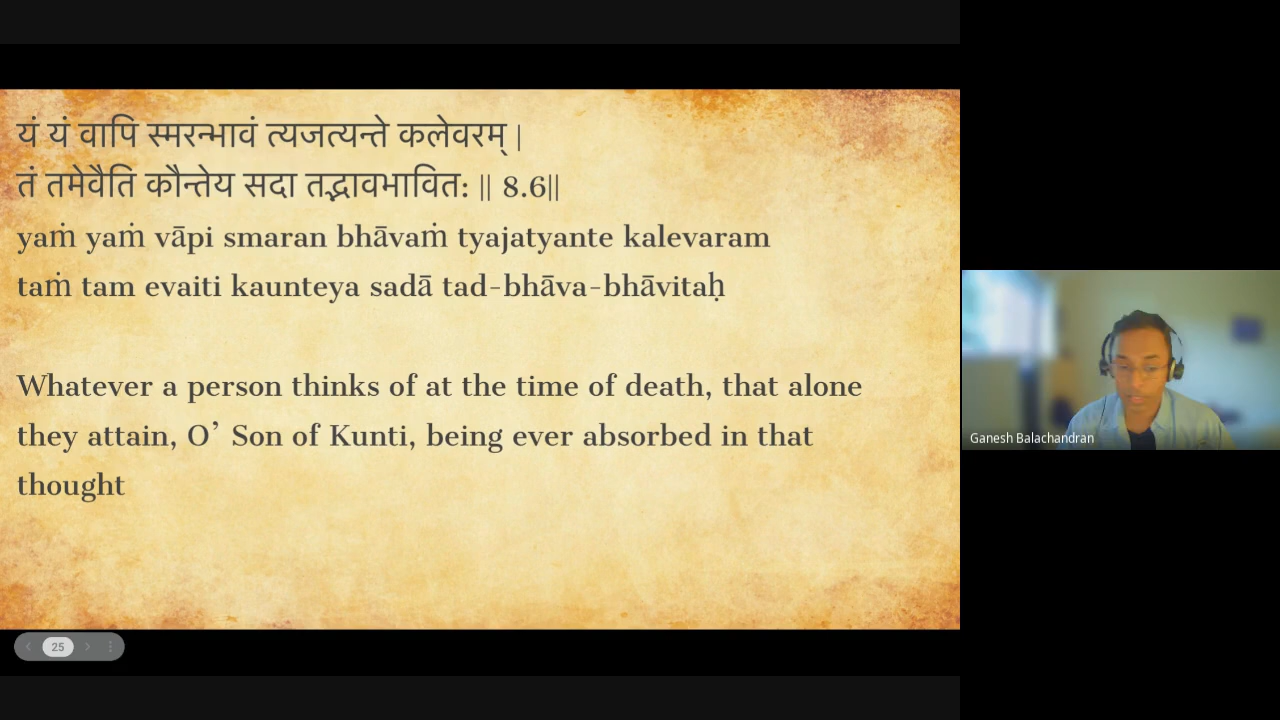 यं यं वापि स्मरन्भावं त्यजत्यन्ते कलेवरम् |
तं तमेवैति कौन्तेय सदा तद्भावभावित: || 8.6||
yaṁ yaṁ vāpi smaran bhāvaṁ tyajatyante kalevaram
taṁ tam evaiti kaunteya sadā tad-bhāva-bhāvitaḥ
Whatever a person thinks of at the time of death, that alone
they attain, O’ Son of Kunti, being ever absorbed in that
thought
25
Ganesh Balachandran